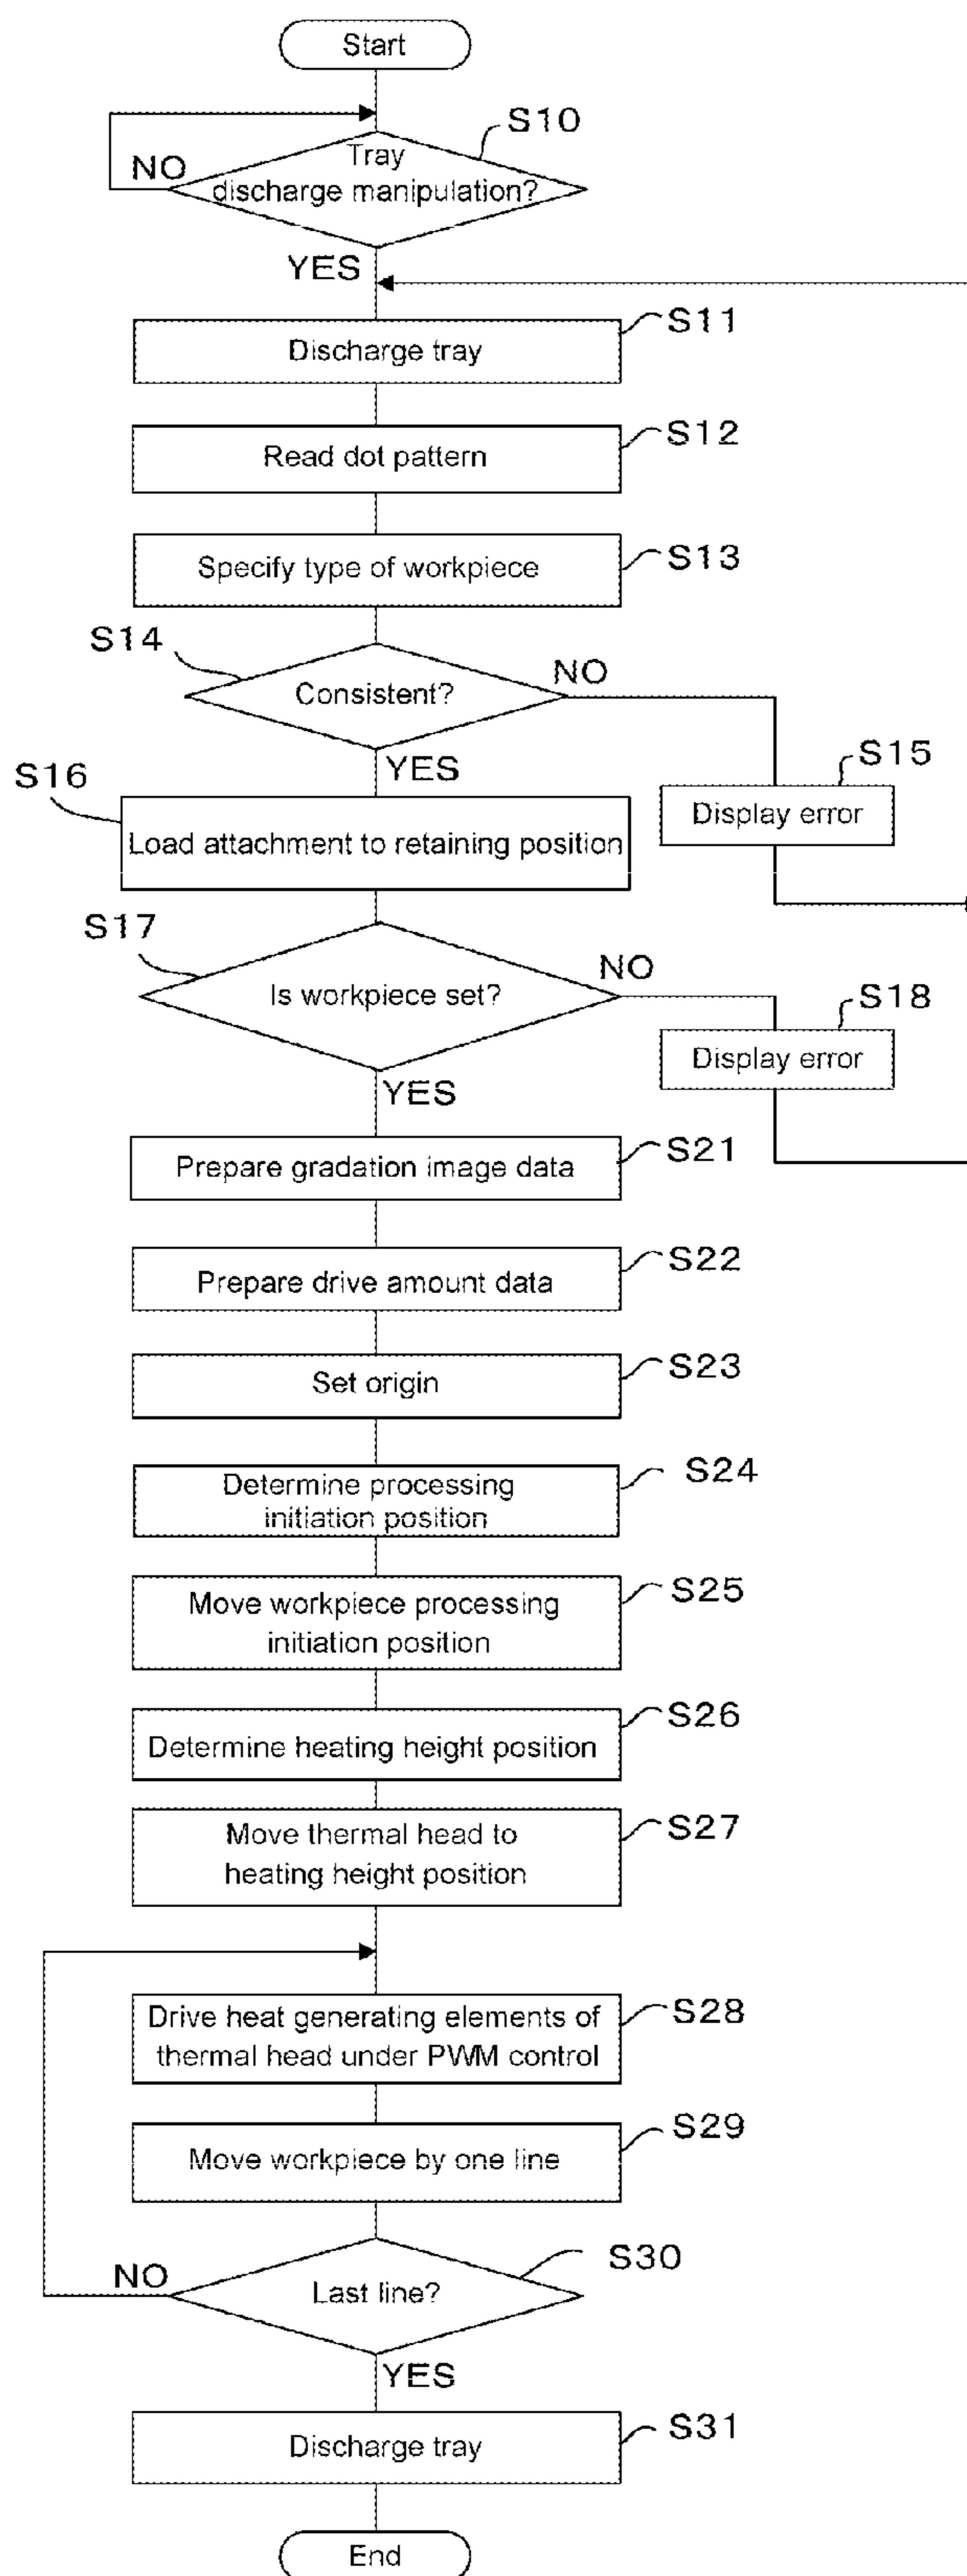 Start
S10
Tray
discharge manipulation?
NO
YES
S11
Discharge tray
S12
Read dot pattern
S13
Specify type of workpiece
S14
Consistent?
NO
YES
S15
Display error
S16
Load attachment to retaining position
S17
Is workpiece set?
NO
YES
S18
Display error
S21
Prepare gradation image data
S22
Prepare drive amount data
S23
Set origin
S24
Determine processing
initiation position
S25
Move workpiece processing
initiation position
S26
Determine heating height position
S27
Move thermal head to
heating height position
S28
Drive heat generating elements of
thermal head under PWM control
S29
Move workpiece by one line
S30
Last line?
NO
YES
S31
Discharge tray
End